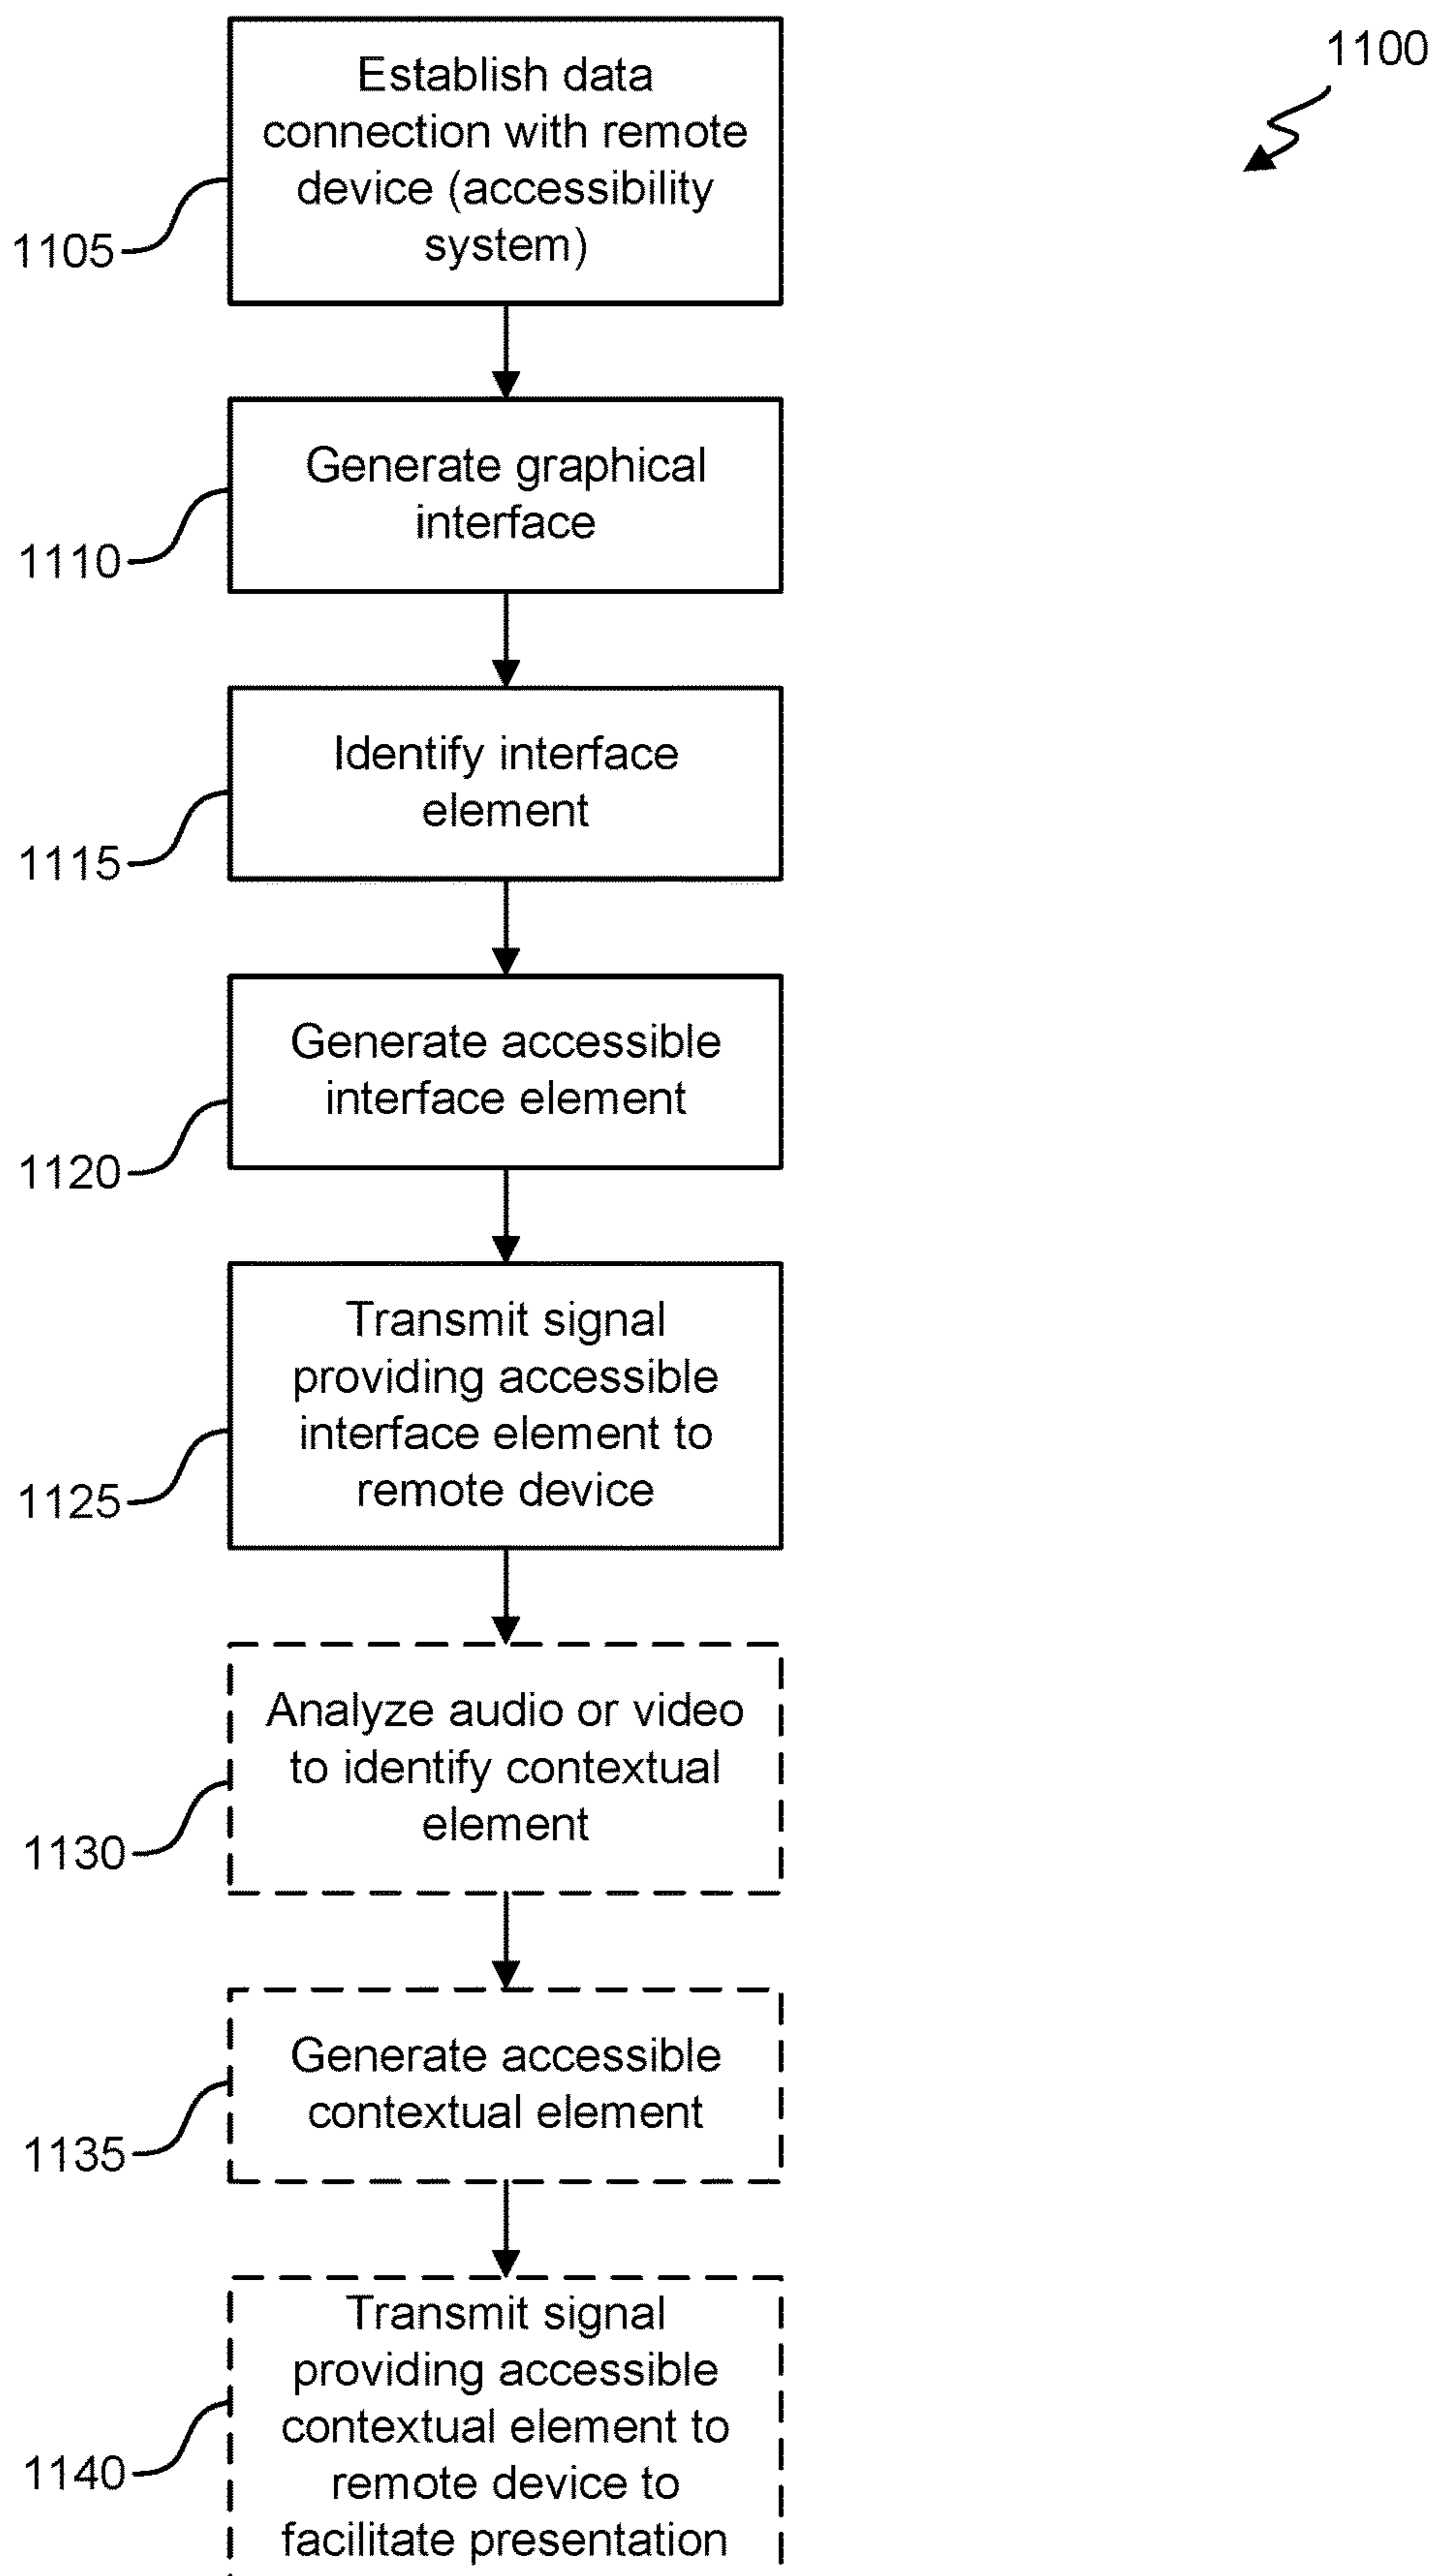 1100
Establish data
connection with remote
device (accessibility
system)
1105
Generate graphical
interface
1110
Identify interface
element
1115
Generate accessible
interface element
1120
Transmit signal
providing accessible
interface element to
remote device
1125
Analyze audio or video
to identify contextual
element
1130
Generate accessible
contextual element
1135
Transmit signal
providing accessible
contextual element to
remote device to
facilitate presentation
1140